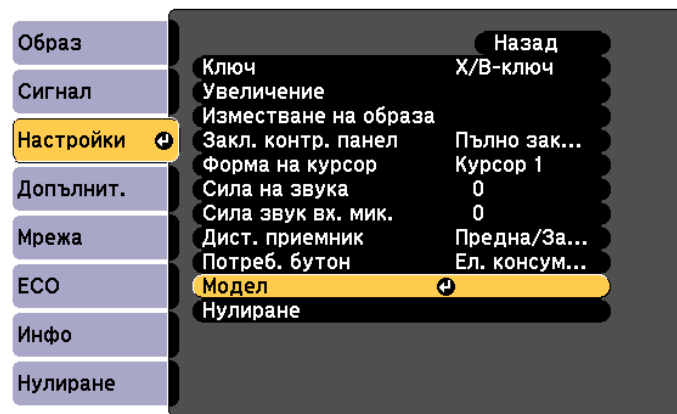 Образ
Сигнал
Настройки
Допълнит.
Мрежа
ECO
Инфо
Нулиране
Назад
Ключ Х/В-ключ
Увеличение
Изместване на образа
Закл. контр. панел Пълно зак...
Форма на курсор Курсор 1
Сила на звука 0
Сила звук вх. мик. 0
Дист. приемник Предна/За...
Потреб. бутон Ел. консум...
Модел
Нулиране